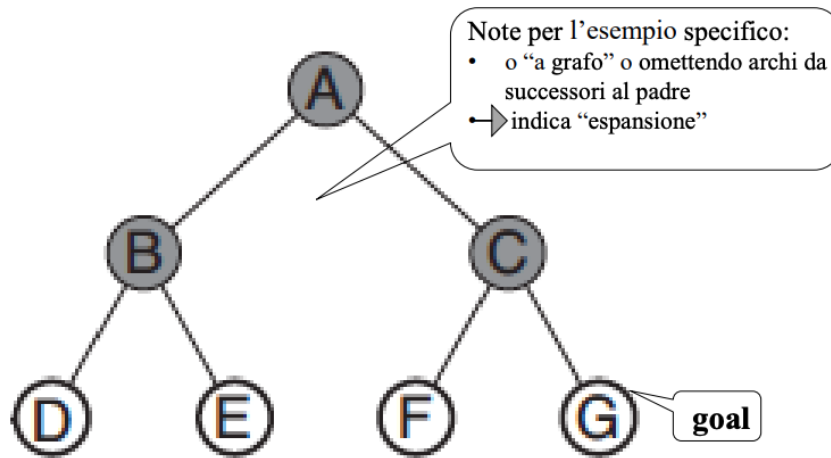 Note per l'esempio specifico:
• o “a grafo” o omettendo archi da
successori al padre
• indica “espansione”
A
B
C
D
E
F
G
goal